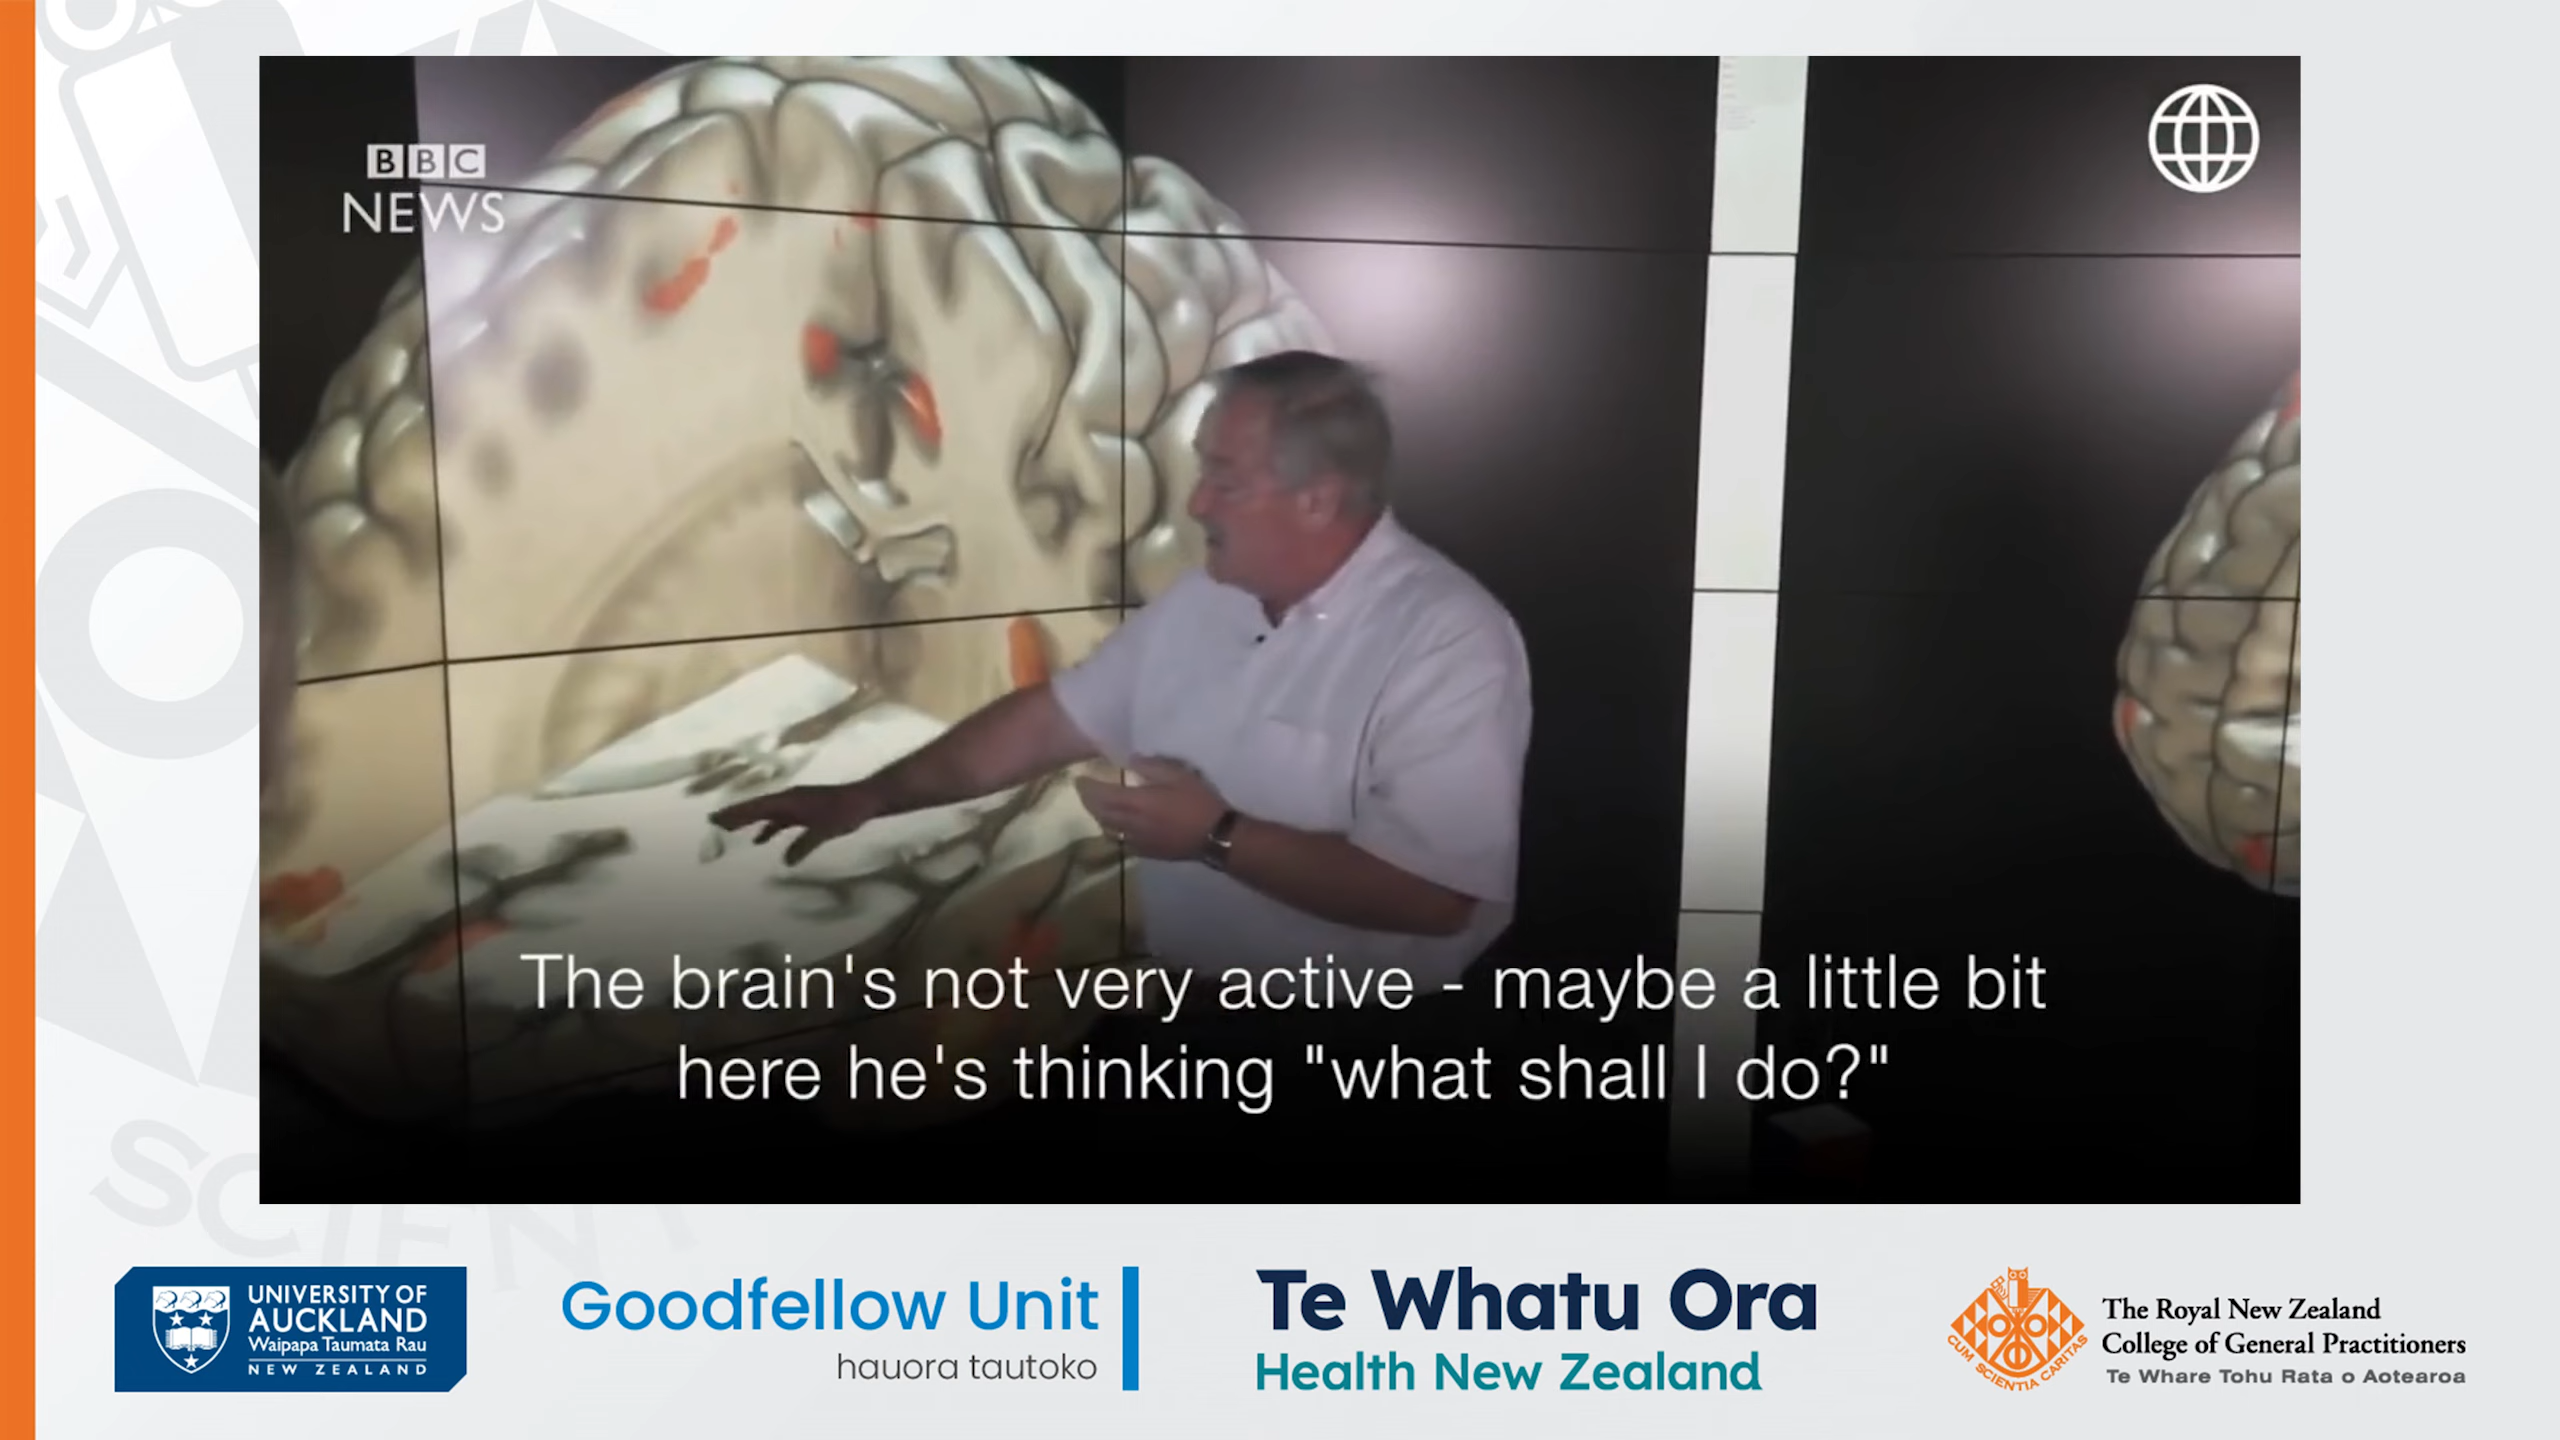 BBC
NEWS
The brain's not very active - maybe a little bit
here he's thinking "what shall I do?"
UNIVERSITY OF
AUCKLAND
Waipapa Taumata Rau
NEW ZEALAND
Goodfellow Unit
hauora tautoko
Te Whatu Ora
Health New Zealand
CUM SCIENTIA CARITAS
The Royal New Zealand
College of General Practitioners
Te Whare Tohu Rata o Aotearoa